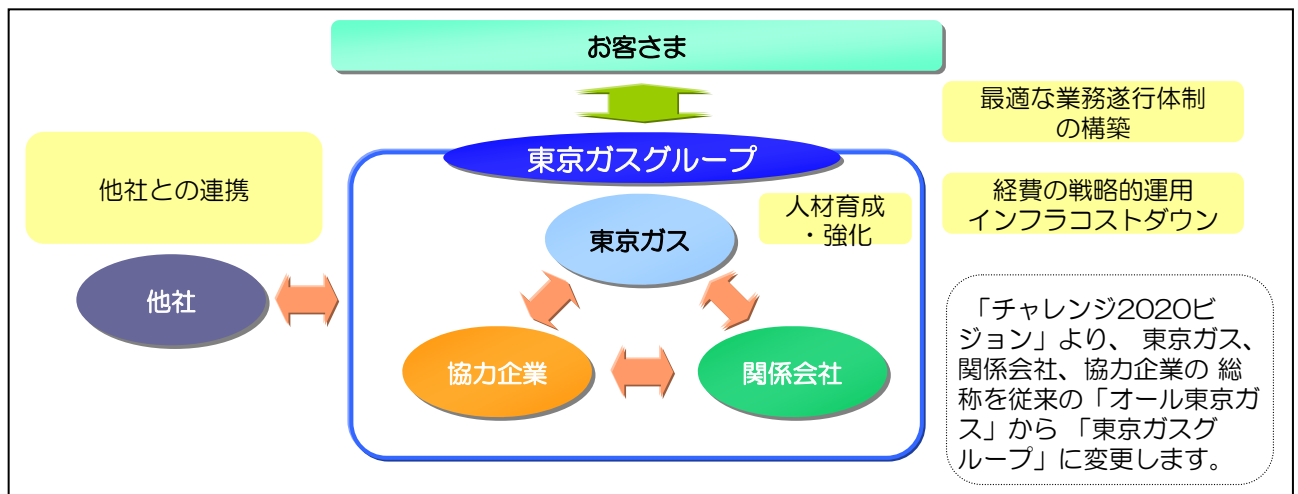 お客さま
最適な業務遂行体制
の構築
東京ガスグループ
他社との連携
経費の戦略的運用
インフラコストダウン
人材育成
・強化
東京ガス
他社
協力企業
関係会社
「チャレンジ2020ビ
ジョン」より、 東京ガス、
関係会社、協力企業の 総
称を従来の「オール東京ガ
ス」から 「東京ガスグ
ループ」に変更します。